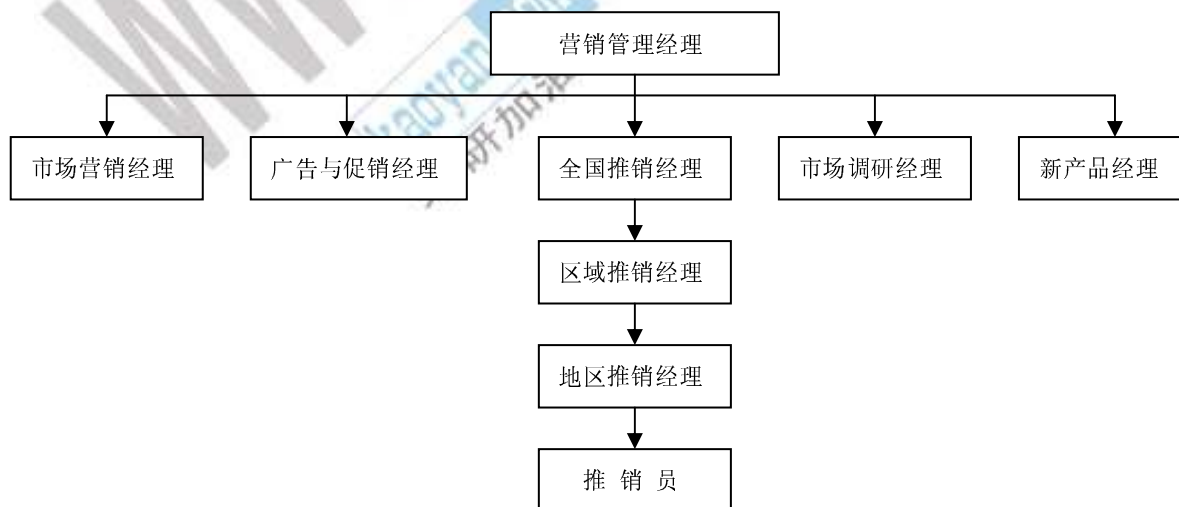 营销管理经理
市场营销经理
广告与促销经理
全国推销经理
市场调研经理
新产品经理
区域推销经理
地区推销经理
推 销 员